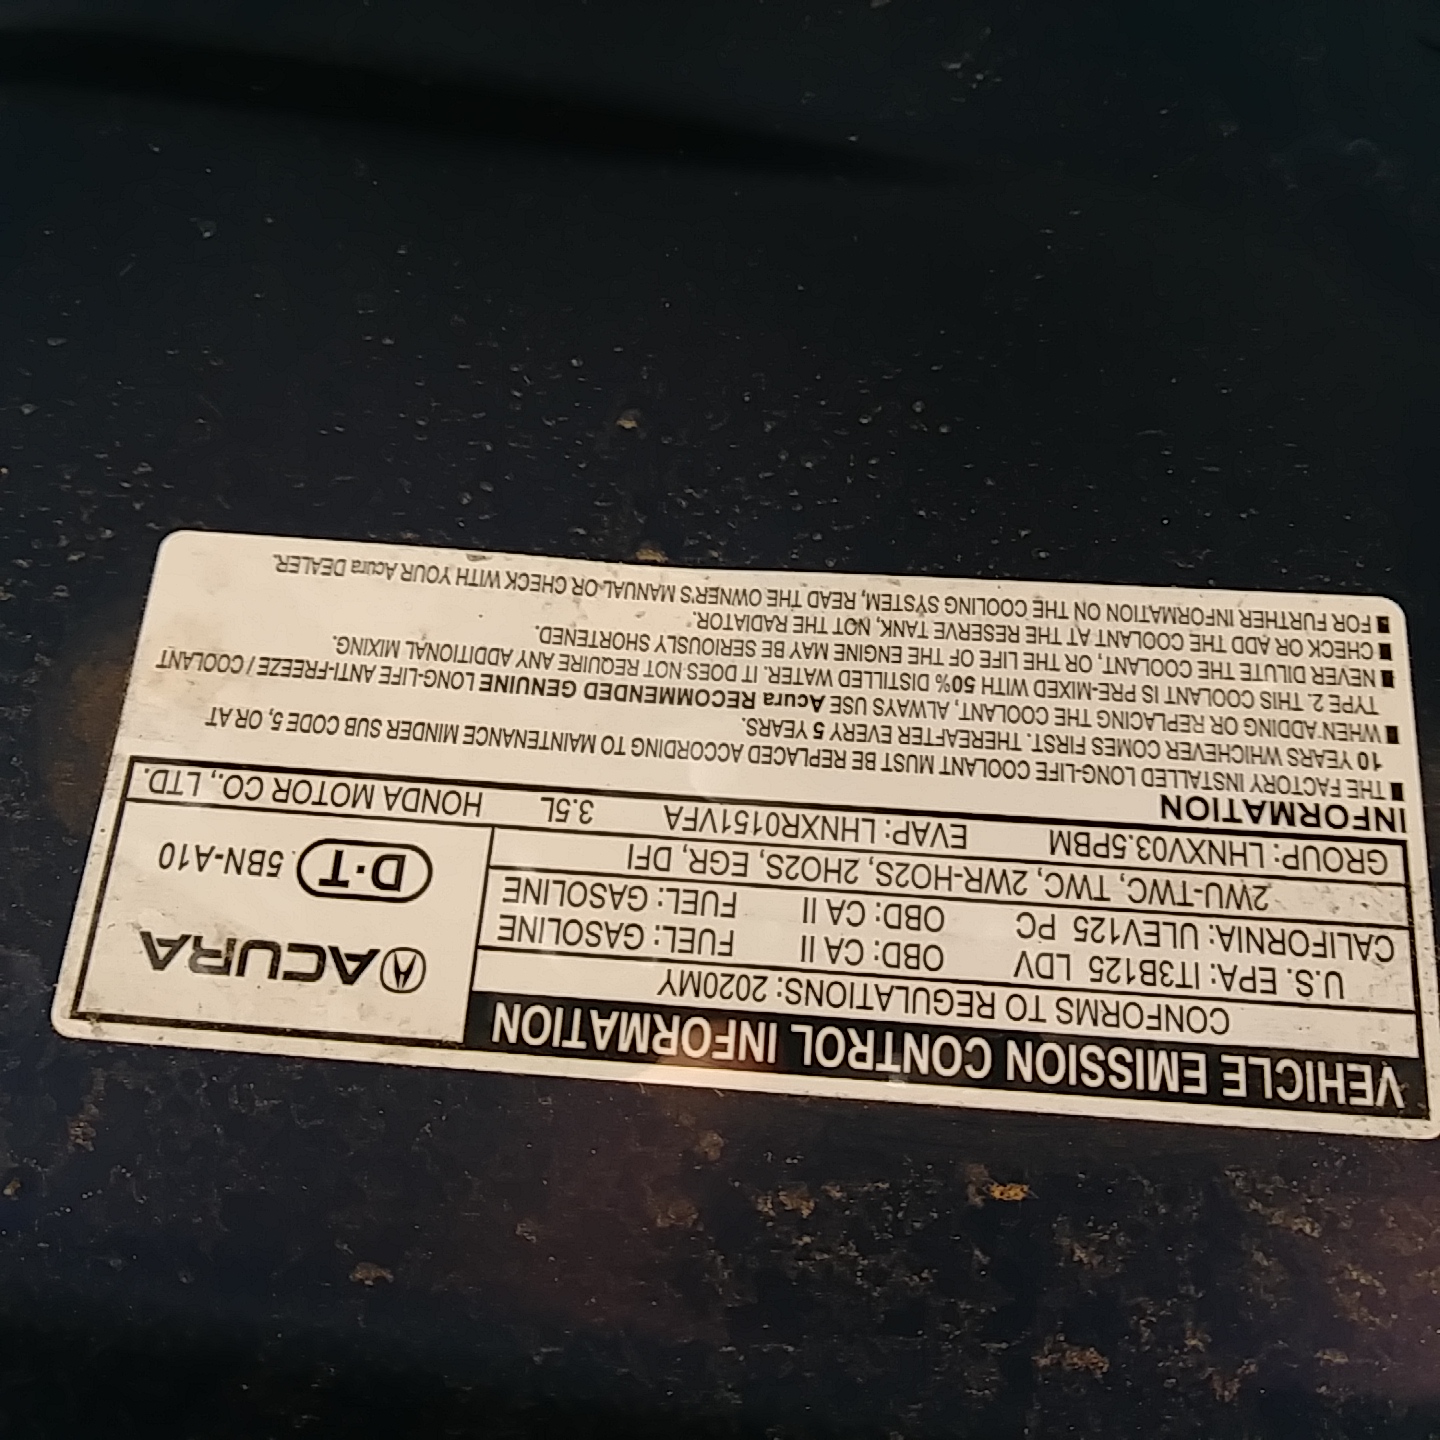 VEHICLE EMISSION CONTROL INFORMATION
CONFORMS TO REGULATIONS: 2020MY
U.S. EPA: IT3B125 LDV OBD: CA II FUEL: GASOLINE
CALIFORNIA: ULEV125 PC OBD: CA II FUEL: GASOLINE
2WU-TWC, TWC, 2WR-HO2S, 2HO2S, EGR, DFI
ACURA
D·T 5BN-A10
GROUP: LHNXV03.5PBM EVAP: LHNXR0151VFA 3.5L HONDA MOTOR CO., LTD.
INFORMATION
■ THE FACTORY INSTALLED LONG-LIFE COOLANT MUST BE REPLACED ACCORDING TO MAINTENANCE MINDER SUB CODE 5, OR AT
10 YEARS WHICHEVER COMES FIRST. THEREAFTER EVERY 5 YEARS.
■ WHEN ADDING OR REPLACING THE COOLANT, ALWAYS USE Acura RECOMMENDED GENUINE LONG-LIFE ANTI-FREEZE / COOLANT
TYPE 2. THIS COOLANT IS PRE-MIXED WITH 50% DISTILLED WATER. IT DOES NOT REQUIRE ANY ADDITIONAL MIXING.
■ NEVER DILUTE THE COOLANT, OR THE LIFE OF THE ENGINE MAY BE SERIOUSLY SHORTENED.
■ CHECK OR ADD THE COOLANT AT THE RESERVE TANK, NOT THE RADIATOR.
■ FOR FURTHER INFORMATION ON THE COOLING SYSTEM, READ THE OWNER'S MANUAL OR CHECK WITH YOUR Acura DEALER.